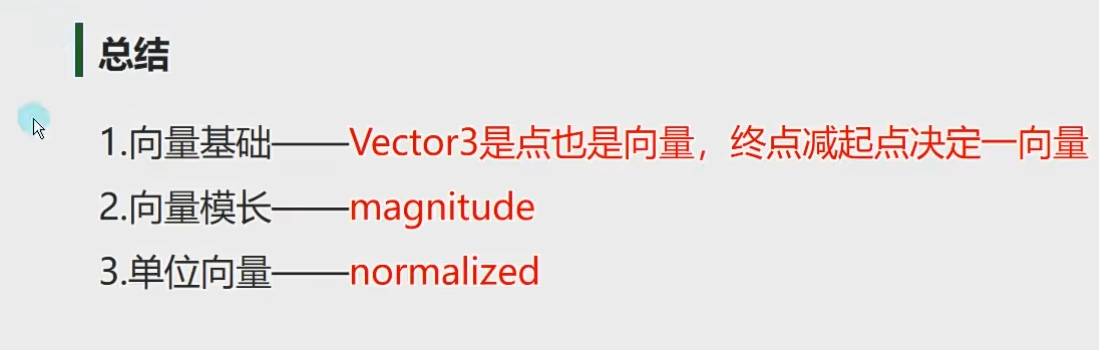 总结
1.向量基础——Vector3是点也是向量，终点减起点决定一向量
2.向量模长——magnitude
3.单位向量——normalized